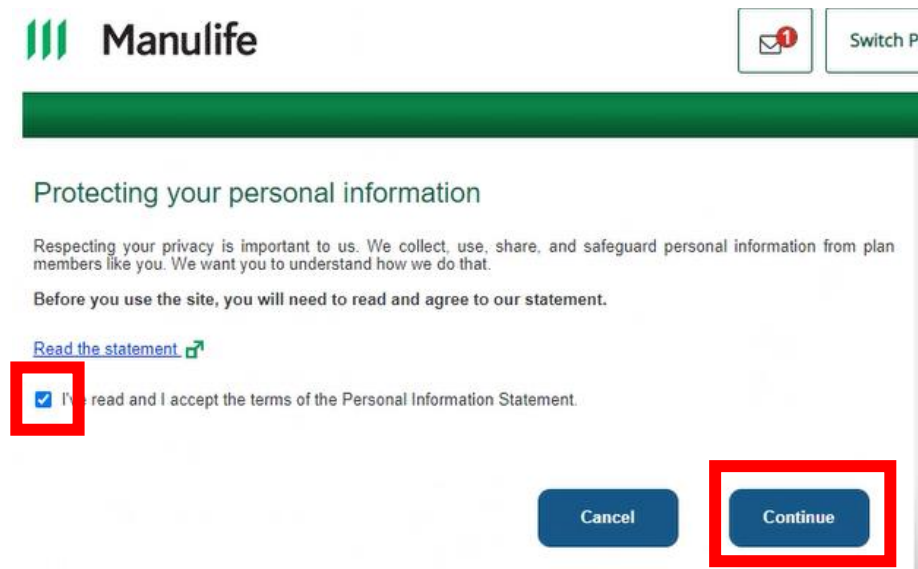 Manulife
1
Switch P
Protecting your personal information
Respecting your privacy is important to us. We collect, use, share, and safeguard personal information from plan
members like you. We want you to understand how we do that.
Before you use the site, you will need to read and agree to our statement.
Read the statement
I've read and I accept the terms of the Personal Information Statement.
Cancel
Continue